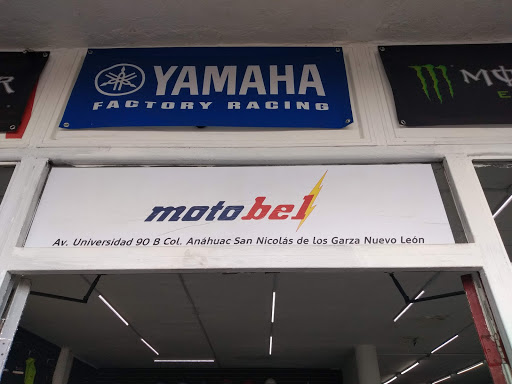 YAMAHA
FACTORY RACING
motobel
Av. Universidad 90 B Col. Anáhuac San Nicolás de los Garza Nuevo León